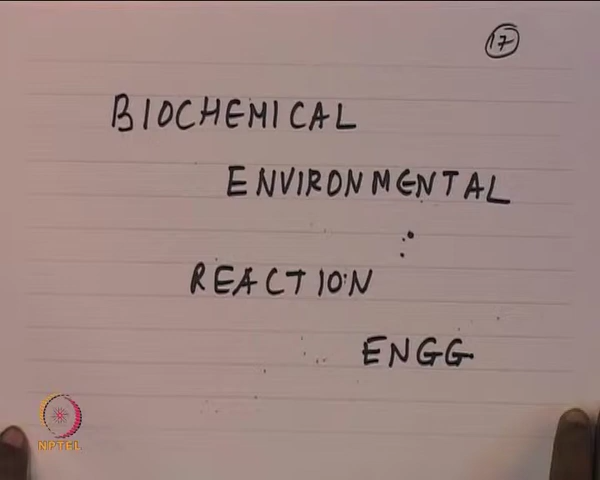 17
BIOCHEMICAL
ENVIRONMENTAL
REACTION
ENGG
NPTEL